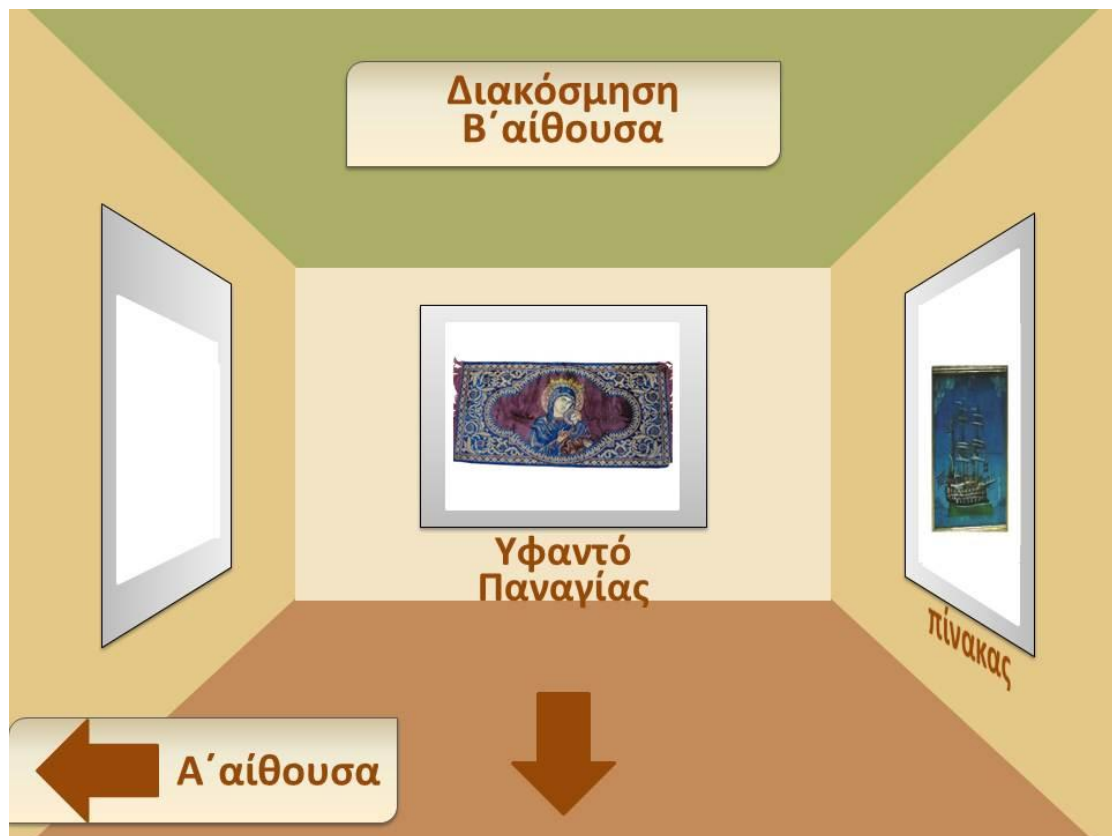 Διακόσμηση
Β΄αίθουσα
Υφαντό
Παναγίας
πίνακας
Α΄αίθουσα